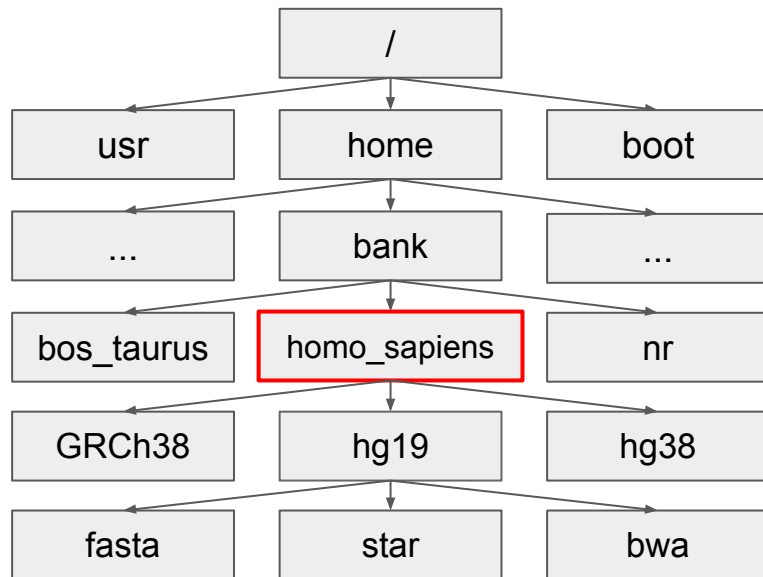 /
usr
home
boot
...
bank
...
bos_taurus
homo_sapiens
nr
GRCh38
hg19
hg38
fasta
star
bwa